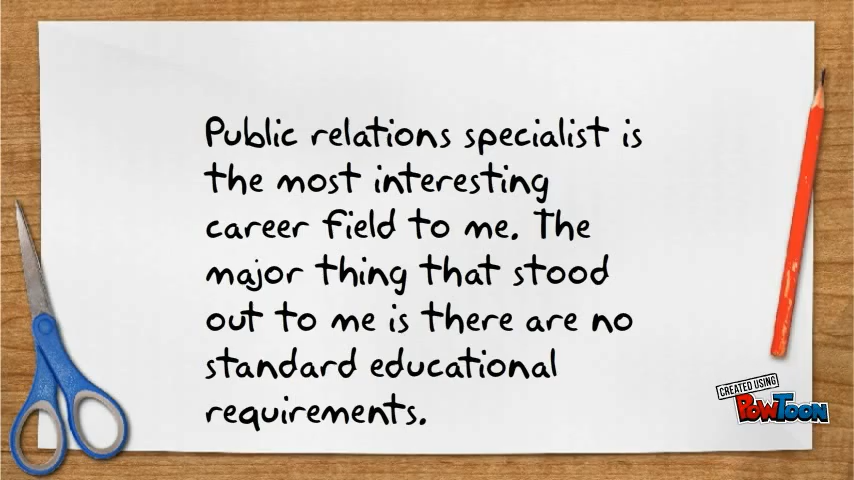 Public relations specialist is
the most interesting
career field to me. The
major thing that stood
out to me is there are no
standard educational
requirements.
CREATED USING
POWTOON